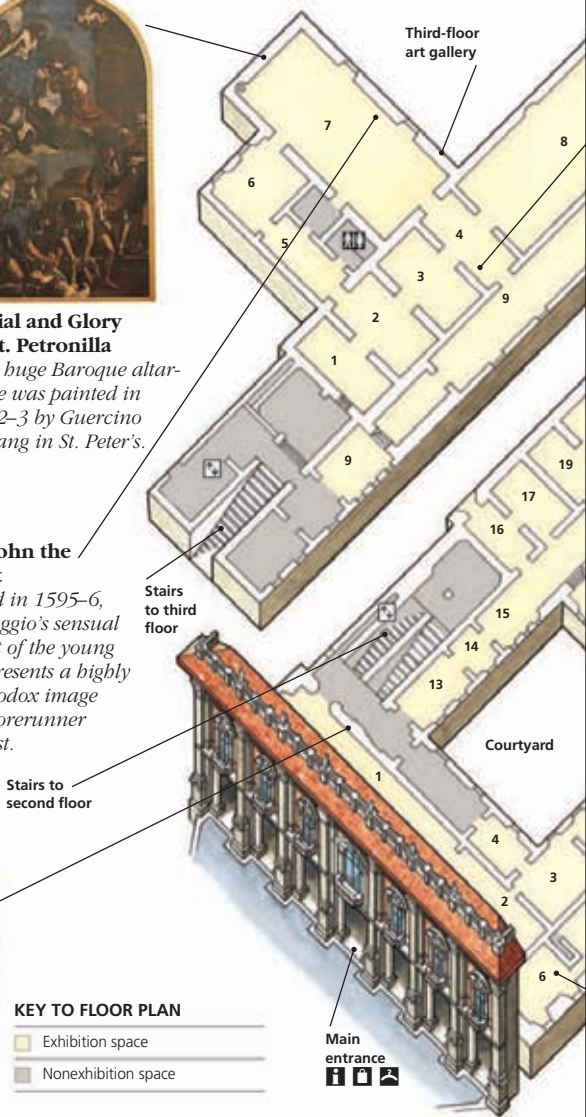 Third-floor
art gallery
7
8
6
4
5
3
9
2
1
9
ial and Glory
t. Petronilla
huge Baroque altar-
e was painted in
2–3 by Guercino
ang in St. Peter's.
19
17
16
15
14
13
ohn the
d in 1595–6,
ggio's sensual
t of the young
resents a highly
odox image
orerunner
st.
Stairs
to third
floor
Stairs to
second floor
Courtyard
1
4
3
2
6
KEY TO FLOOR PLAN
Exhibition space
Nonexhibition space
Main
entrance